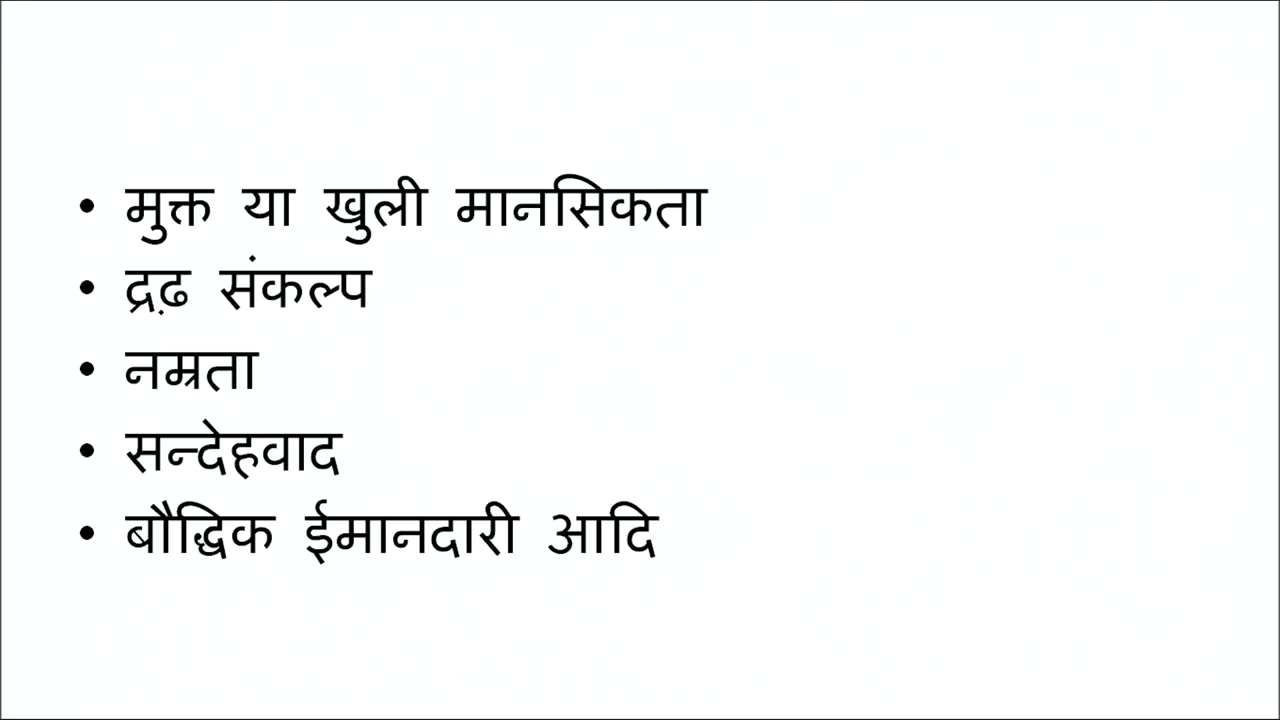 • मुक्त या खुली मानसिकता
• द्रढ़ संकल्प
• नम्रता
• सन्देहवाद
• बौद्धिक ईमानदारी आदि